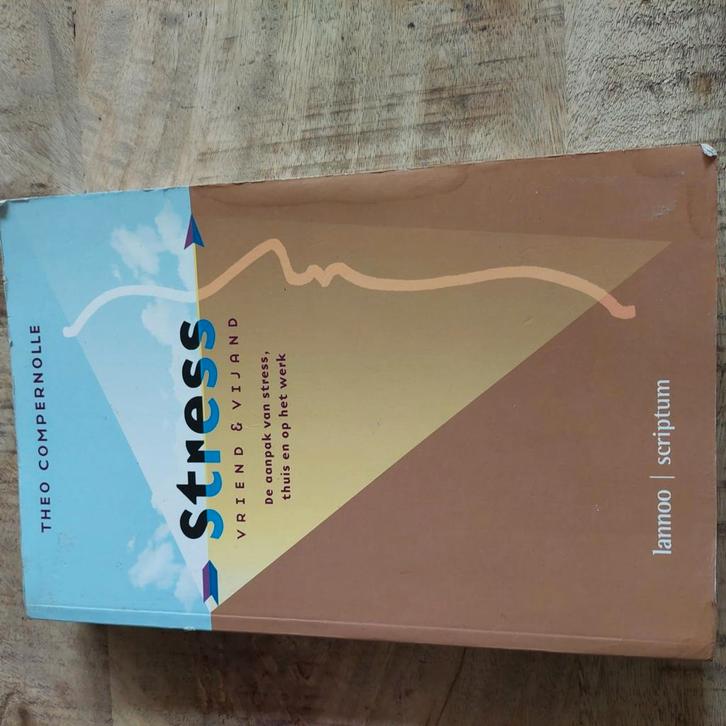 THEO COMPERNOLLE
stress
VRIEND & VIJAND
De aanpak van stress,
thuis en op het werk
lannoo | scriptum